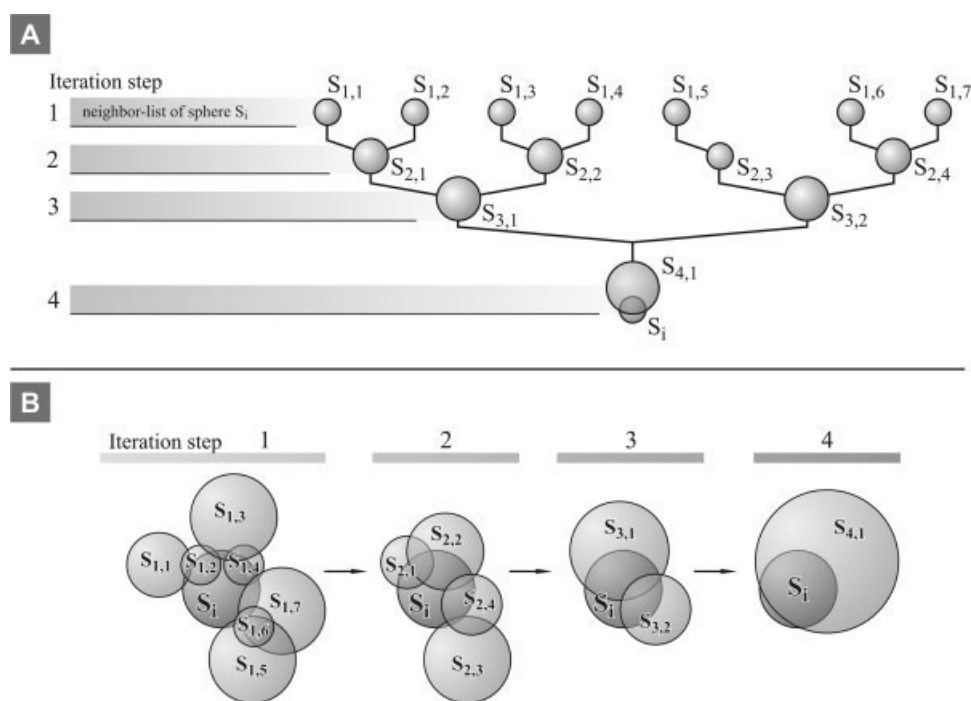 A
Iteration step
S1,1 S1,2 S1,3 S1,4 S1,5 S1,6 S1,7
1 neighbor-list of sphere Si
2 S2,1 S2,2 S2,3 S2,4
3 S3,1 S3,2
S4,1
4
Si
B
Iteration step 1 2 3 4
S1,3
S1,1 S1,2 S1,4
Si S1,7
S1,6
S1,5
S2,2
S2,1
Si S2,4
S2,3
S3,1
Si
S3,2
S4,1
Si